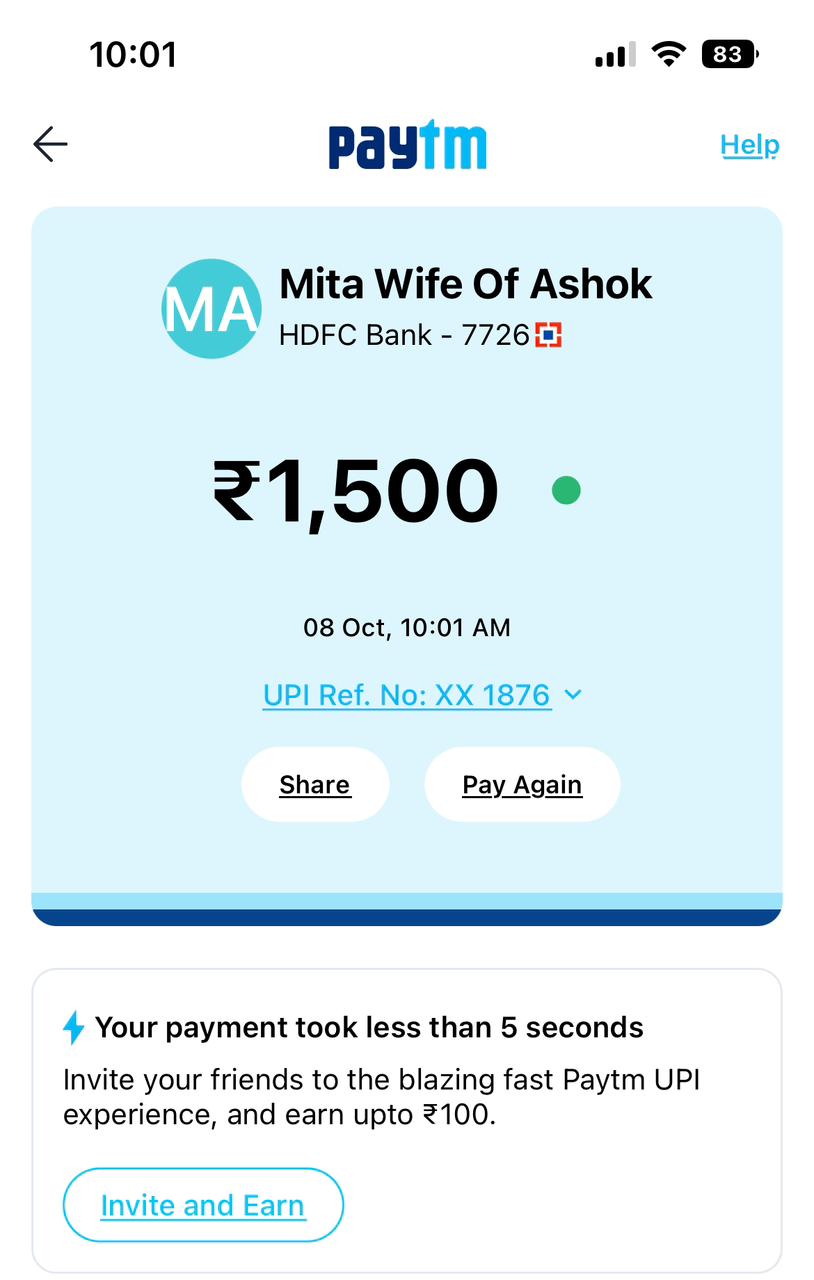 10:01
83
paytm
Help
MA
Mita Wife Of Ashok
HDFC Bank - 7726
₹1,500
08 Oct, 10:01 AM
UPI Ref. No: XX 1876
Share
Pay Again
Your payment took less than 5 seconds
Invite your friends to the blazing fast Paytm UPI
experience, and earn upto ₹100.
Invite and Earn